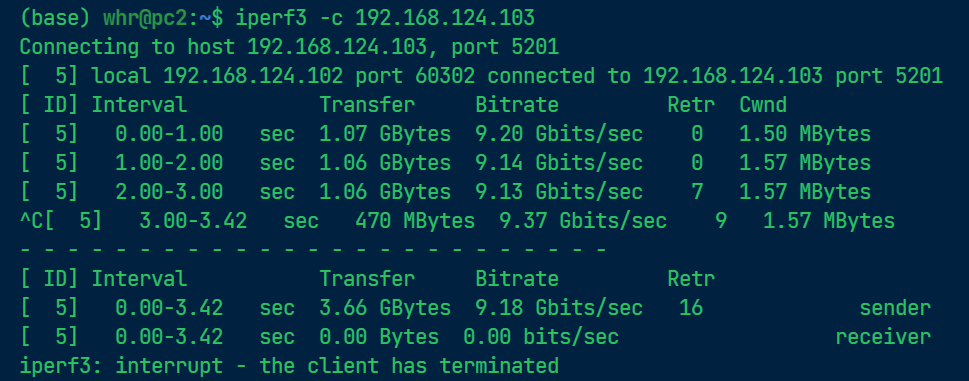 (base) whr@pc2:~$ iperf3 -c 192.168.124.103
Connecting to host 192.168.124.103, port 5201
[  5] local 192.168.124.102 port 60302 connected to 192.168.124.103 port 5201
[ ID] Interval           Transfer     Bitrate         Retr  Cwnd
[  5]   0.00-1.00   sec  1.07 GBytes  9.20 Gbits/sec    0   1.50 MBytes
[  5]   1.00-2.00   sec  1.06 GBytes  9.14 Gbits/sec    0   1.57 MBytes
[  5]   2.00-3.00   sec  1.06 GBytes  9.13 Gbits/sec    7   1.57 MBytes
^C[  5]   3.00-3.42   sec   470 MBytes  9.37 Gbits/sec    9   1.57 MBytes
- - - - - - - - - - - - - - - - - - - - - - - - -
[ ID] Interval           Transfer     Bitrate         Retr
[  5]   0.00-3.42   sec  3.66 GBytes  9.18 Gbits/sec   16             sender
[  5]   0.00-3.42   sec  0.00 Bytes  0.00 bits/sec                  receiver
iperf3: interrupt - the client has terminated